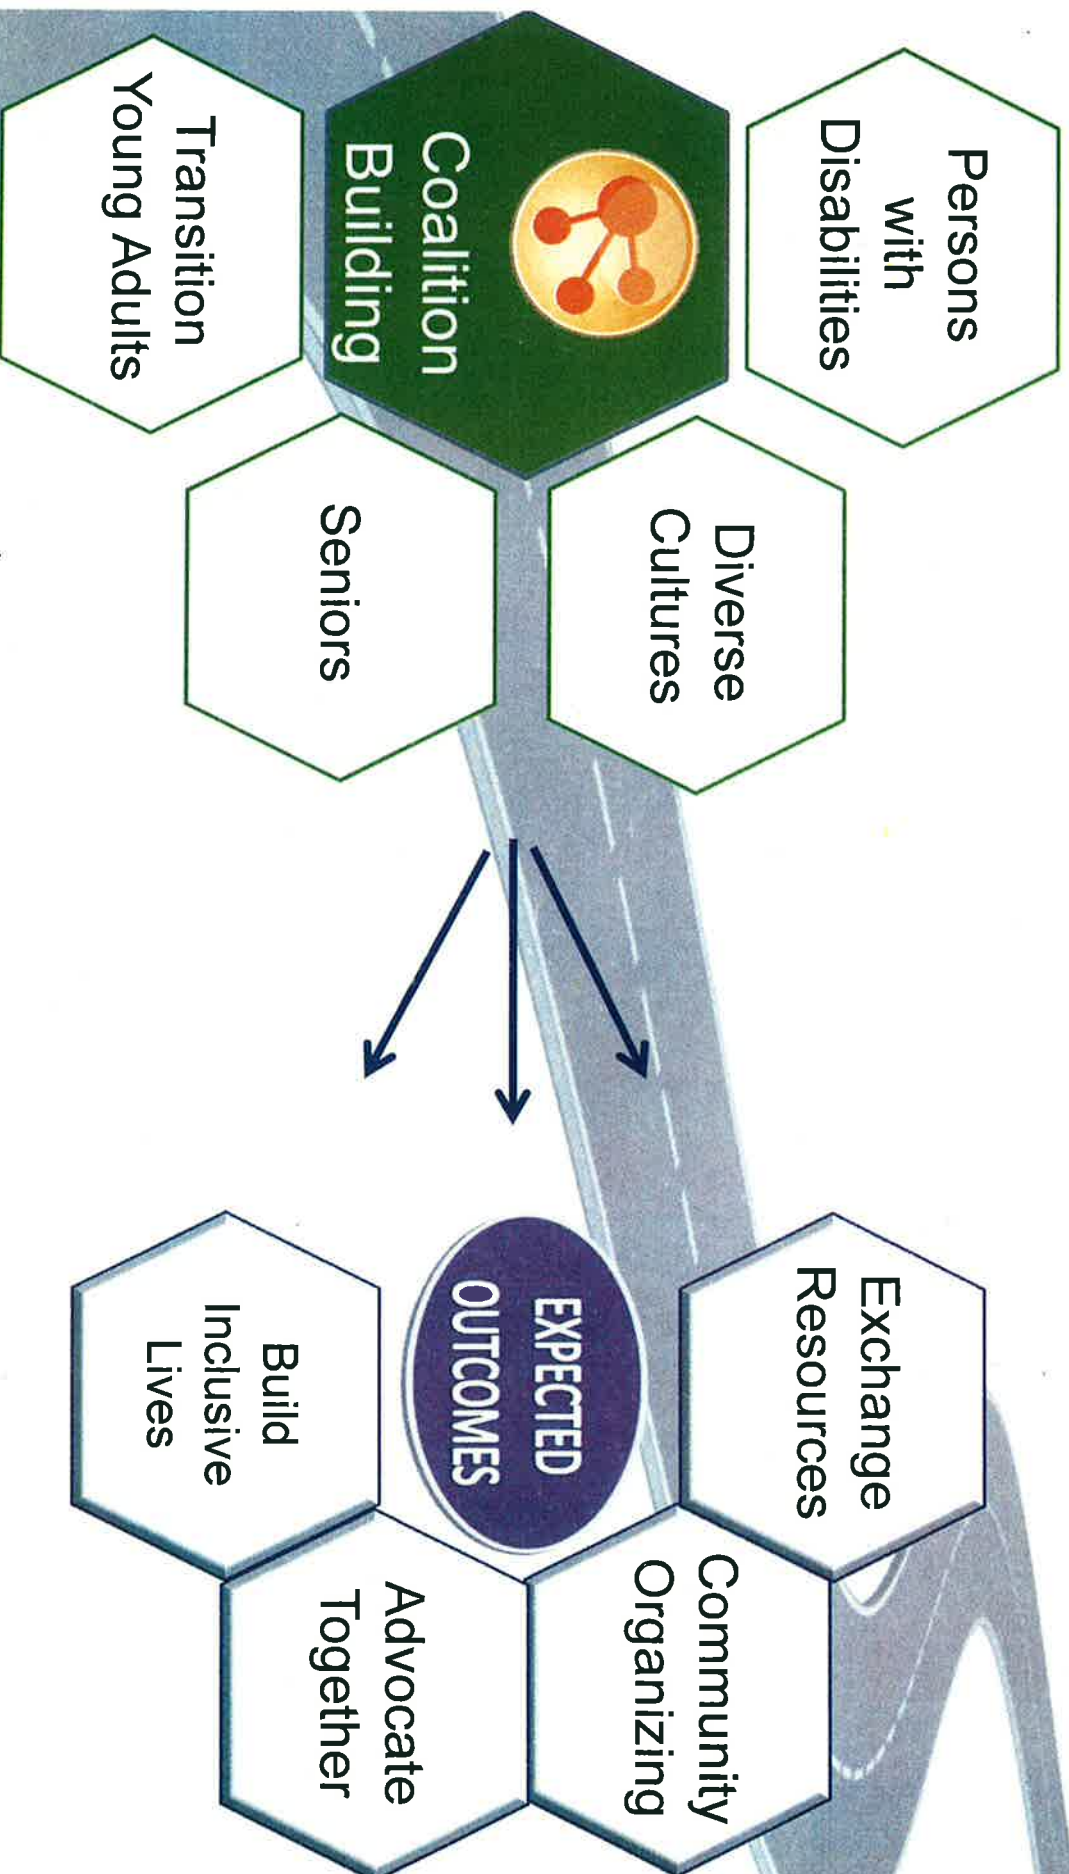 Persons
with
Disabilities
Coalition
Building
Diverse
Cultures
Seniors
Transition
Young Adults
EXPECTED
OUTCOMES
Exchange
Resources
Community
Organizing
Advocate
Together
Build
Inclusive
Lives